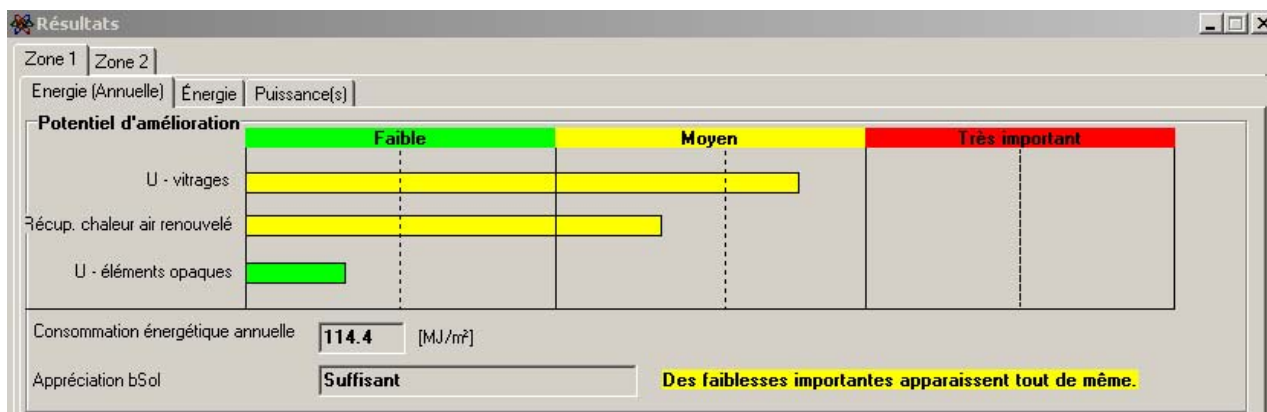 Résultats
Zone 1 Zone 2
Energie (Annuelle) Énergie Puissance(s)
Potentiel d'amélioration
Faible Moyen Très important
U - vitrages
Récup. chaleur air renouvelé
U - éléments opaques
Consommation énergétique annuelle 114.4 [MJ/m²]
Appréciation bSol Suffisant Des faiblesses importantes apparaissent tout de même.